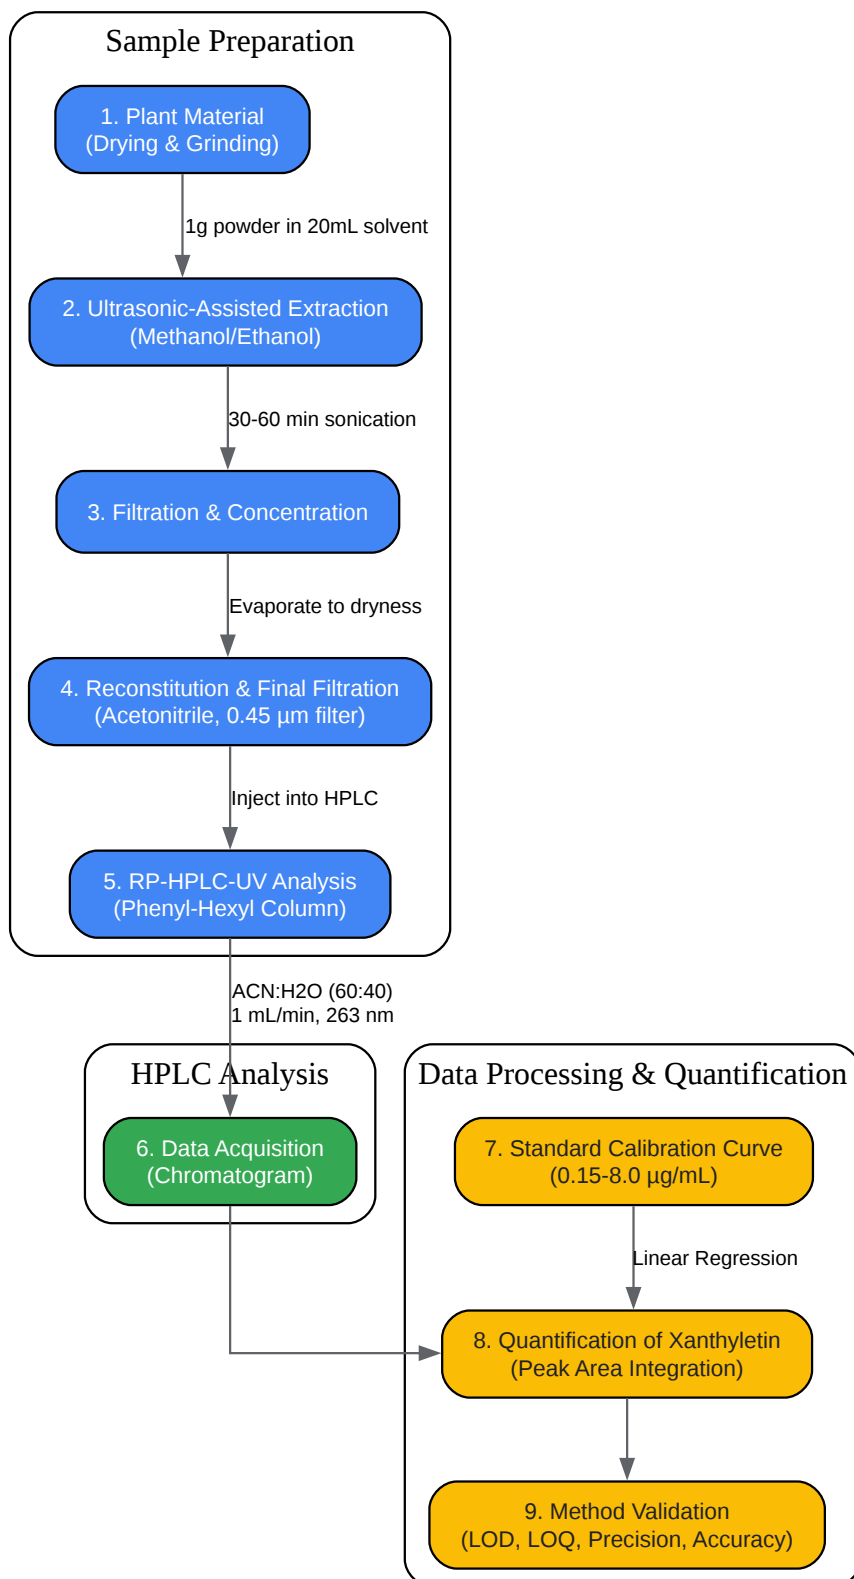 Sample Preparation
1. Plant Material
(Drying & Grinding)
1g powder in 20mL solvent
2. Ultrasonic-Assisted Extraction
(Methanol/Ethanol)
30-60 min sonication
3. Filtration & Concentration
Evaporate to dryness
4. Reconstitution & Final Filtration
(Acetonitrile, 0.45 µm filter)
Inject into HPLC
5. RP-HPLC-UV Analysis
(Phenyl-Hexyl Column)
ACN:H2O (60:40)
1 mL/min, 263 nm
HPLC Analysis
6. Data Acquisition
(Chromatogram)
Data Processing & Quantification
7. Standard Calibration Curve
(0.15-8.0 µg/mL)
Linear Regression
8. Quantification of Xanthyletin
(Peak Area Integration)
9. Method Validation
(LOD, LOQ, Precision, Accuracy)